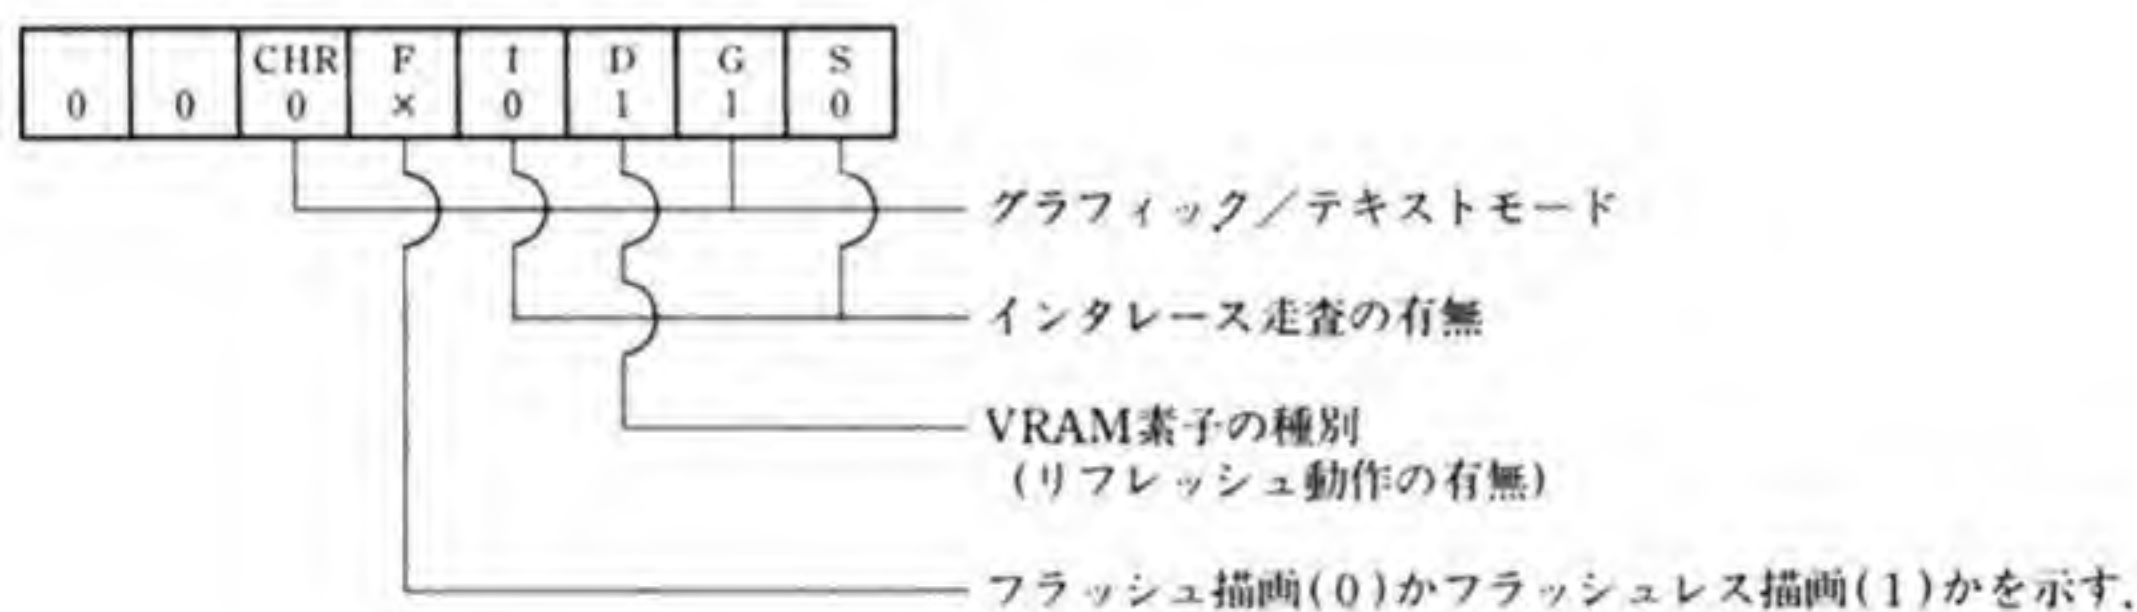 CHR F I D G S
0 0 0 × 0 1 1 0
グラフィック／テキストモード
インタレース走査の有無
VRAM素子の種別
(リフレッシュ動作の有無)
フラッシュ描画(0)かフラッシュレス描画(1)かを示す.